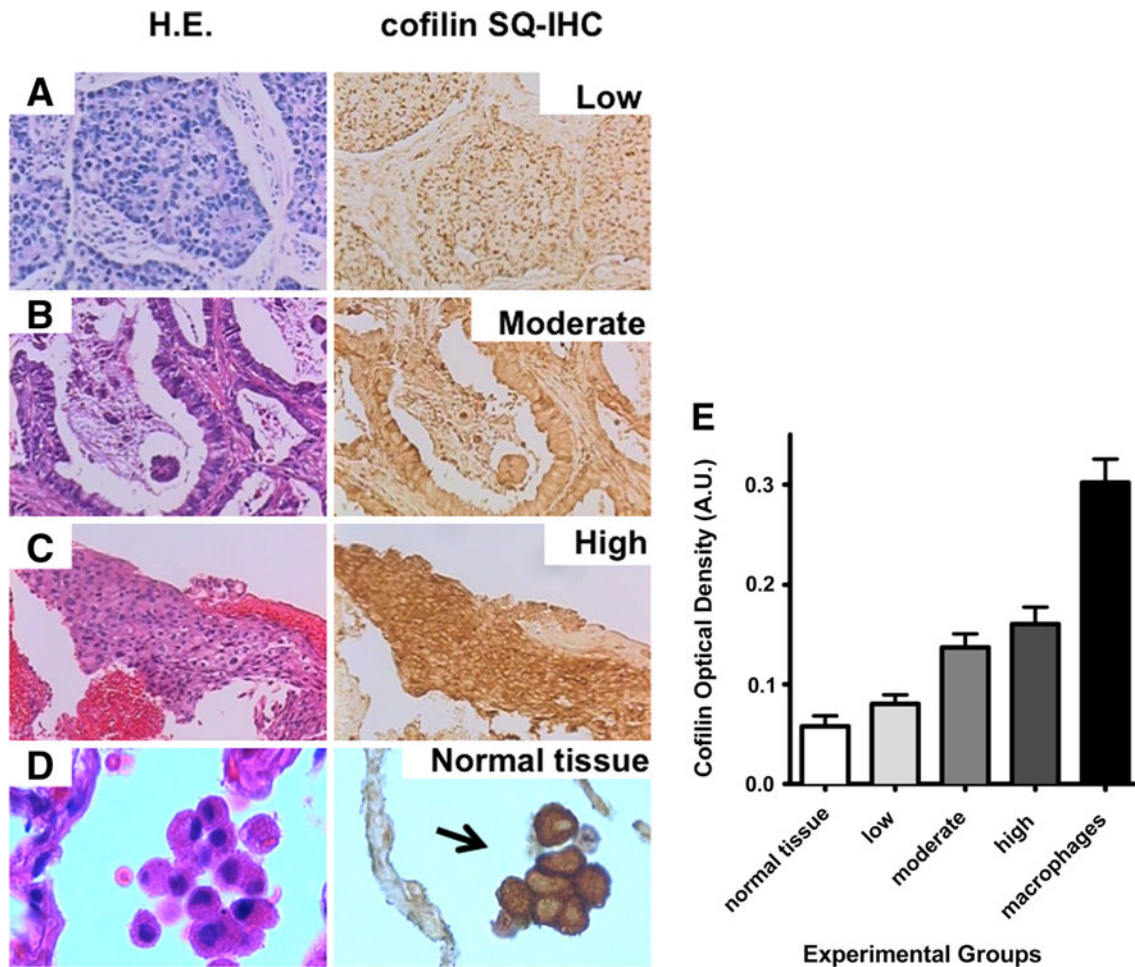 H.E. cofilin SQ-IHC
A Low
B Moderate
C High
D Normal tissue
E
Cofilin Optical Density (A.U.)
0.3
0.2
0.1
0.0
normal tissue
low
moderate
high
macrophages
Experimental Groups